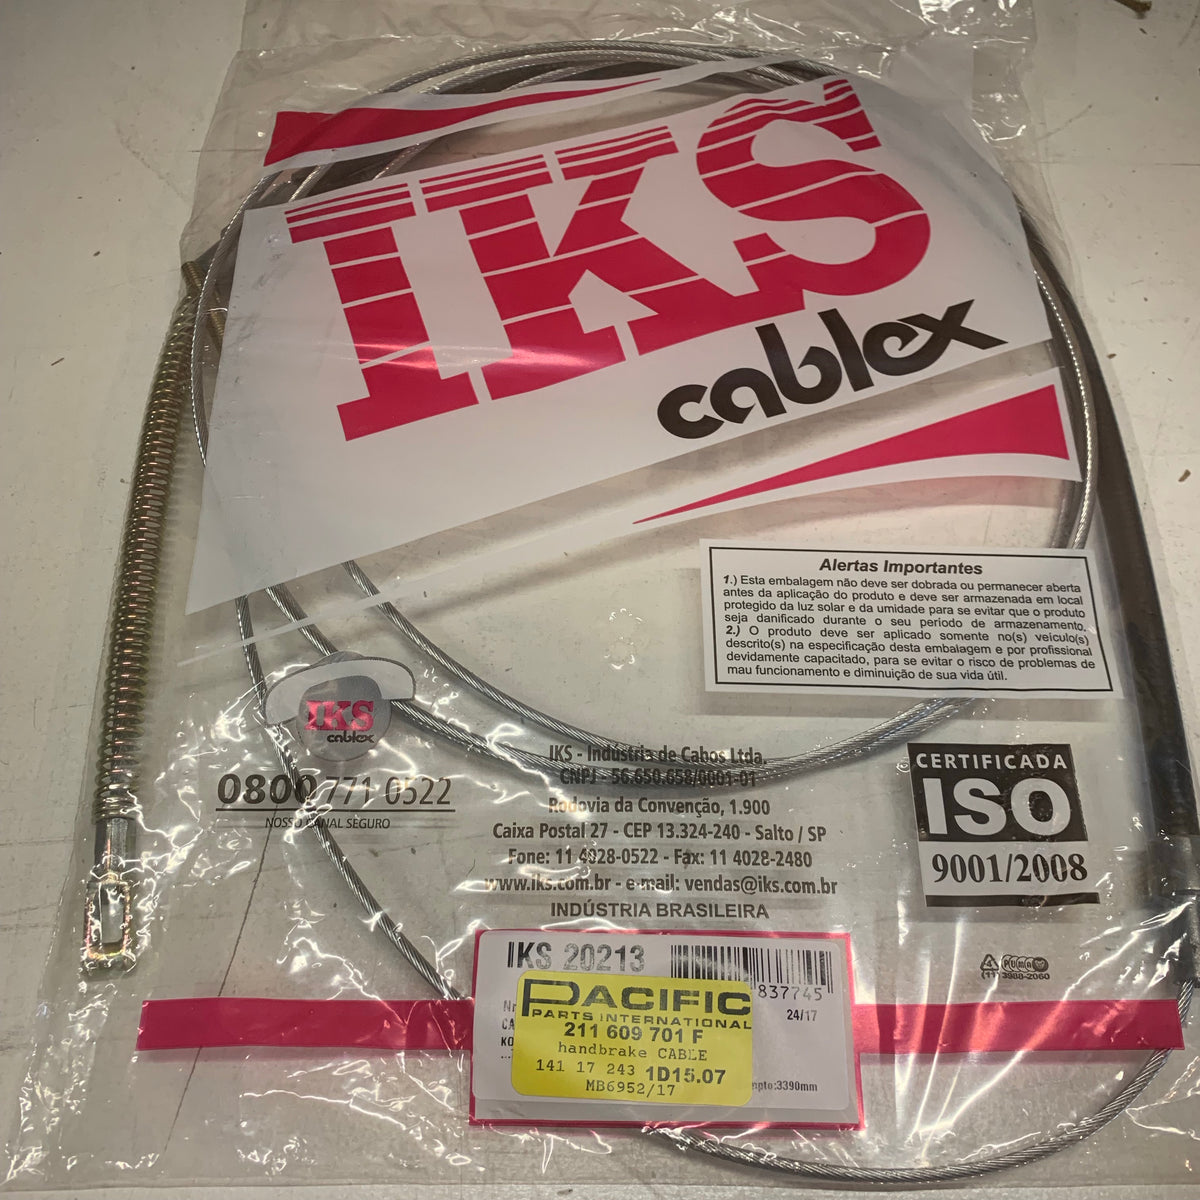 IKS
cablex
Alertas Importantes
1.) Esta embalagem não deve ser dobrada ou permanecer aberta
antes da aplicação do produto e deve ser armazenada em local
protegido da luz solar e da umidade para se evitar que o produto
seja danificado durante o seu período de armazenamento.
2.) O produto deve ser aplicado somente no(s) veículo(s)
descrito(s) na especificação desta embalagem e por profissional
devidamente capacitado, para se evitar o risco de problemas de
mau funcionamento e diminuição de sua vida útil.
IKS
cablex
0800 771 0522
NOSSO CANAL SEGURO
IKS - Indústria de Cabos Ltda.
CNPJ - 56.650.658/0001-01
Rodovia da Convenção, 1.900
Caixa Postal 27 - CEP 13.324-240 - Salto / SP
Fone: 11 4028-0522 - Fax: 11 4028-2480
www.iks.com.br - e-mail: vendas@iks.com.br
INDÚSTRIA BRASILEIRA
CERTIFICADA
ISO
9001/2008
PUMA
(11) 3988-2060
IKS 20213
837745
24/17
PACIFIC
PARTS INTERNATIONAL
211 609 701 F
handbrake CABLE
141 17 243 1D15.07
MB6952/17
mpto:3390mm